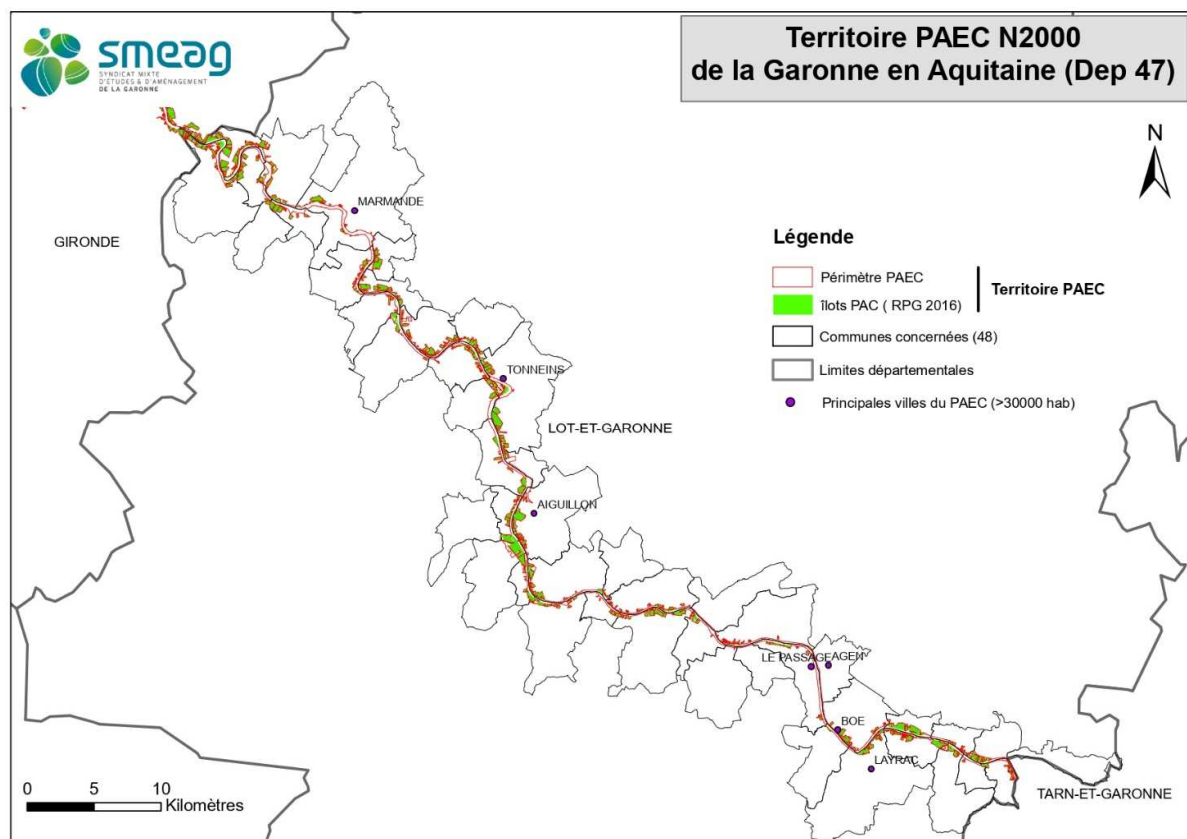 smeag
SYNDICAT MIXTE
D'ÉTUDES & D'AMÉNAGEMENT
DE LA GARONNE
Territoire PAEC N2000
de la Garonne en Aquitaine (Dep 47)
N
MARMANDE
GIRONDE
Légende
Périmètre PAEC
îlots PAC ( RPG 2016)
Territoire PAEC
Communes concernées (48)
Limites départementales
Principales villes du PAEC (>30000 hab)
TONNEINS
LOT-ET-GARONNE
AIGUILLON
LE PASSAGE
AGEN
BOE
LAYRAC
TARN-ET-GARONNE
0 5 10
Kilomètres